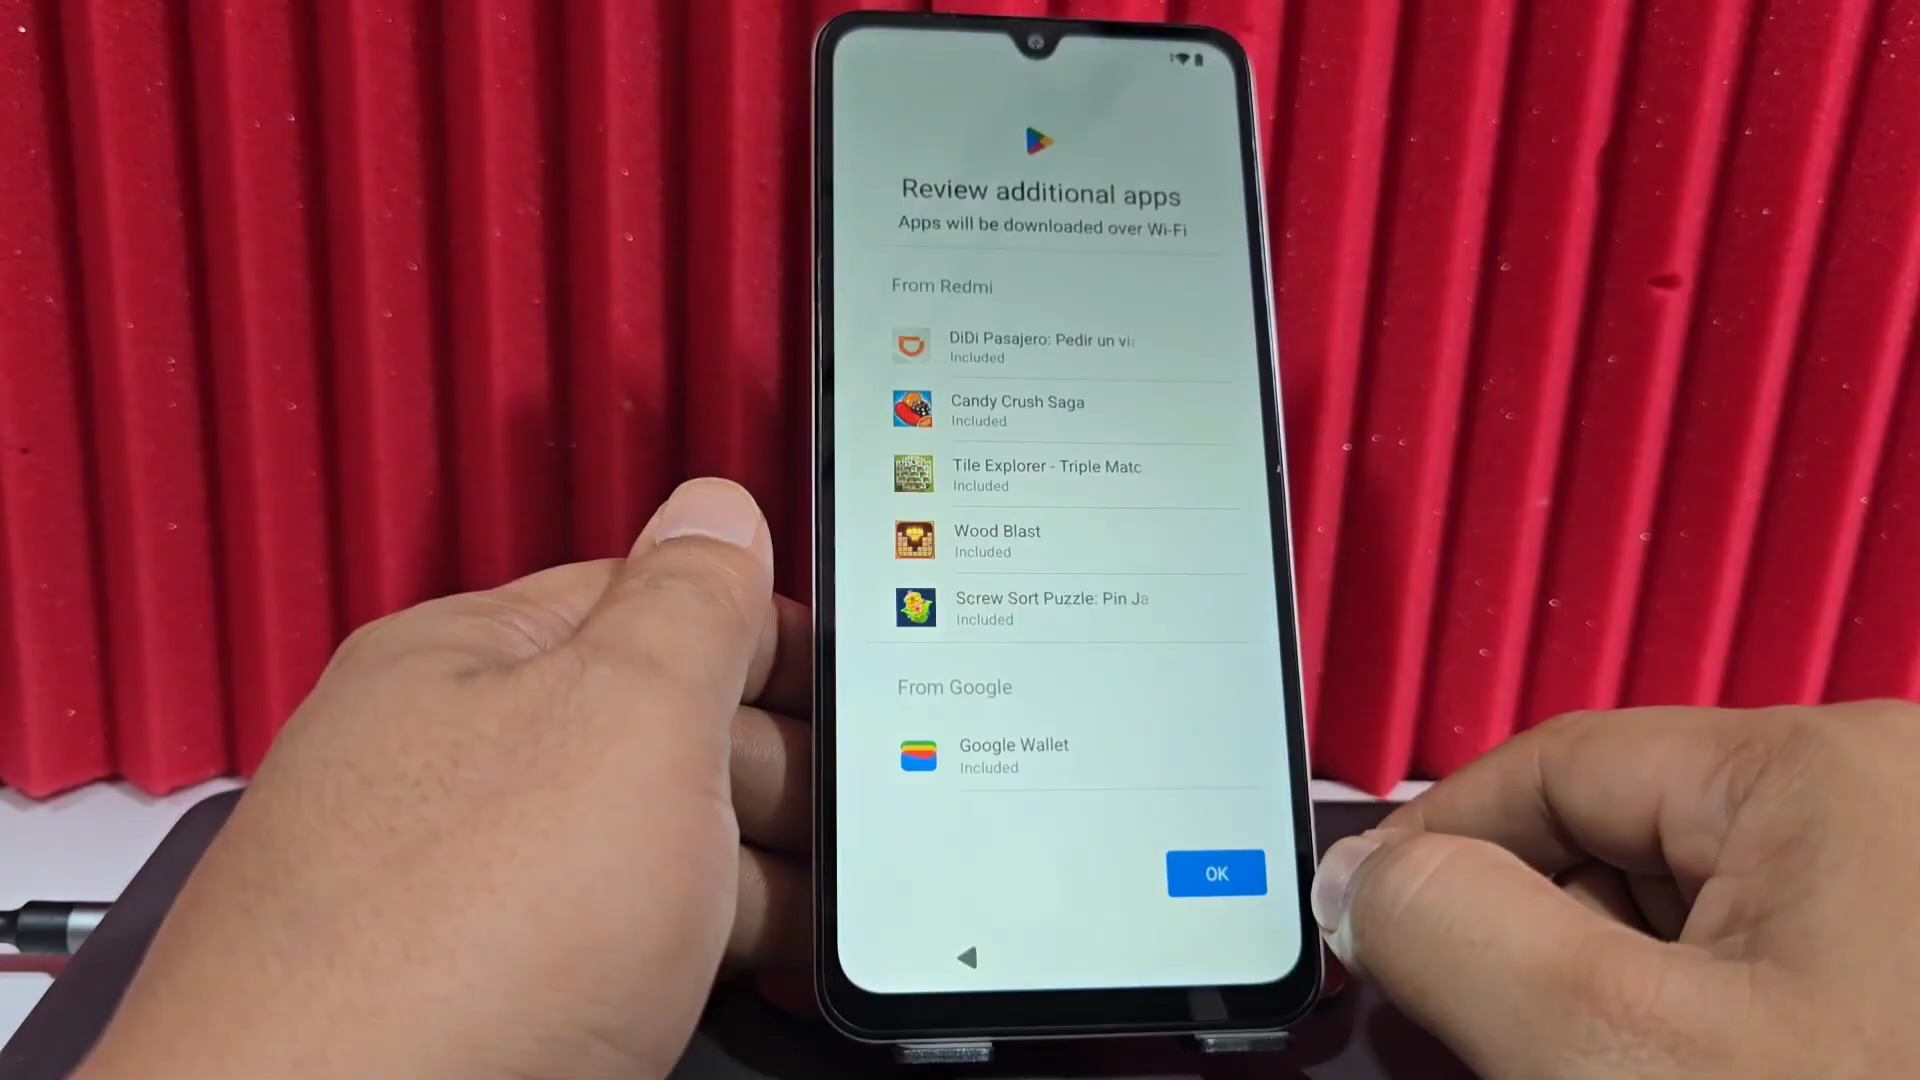 Review additional apps
Apps will be downloaded over Wi-Fi
From Redmi
DiDi Pasajero: Pedir un via
Included
Candy Crush Saga
Included
Tile Explorer - Triple Matc
Included
Wood Blast
Included
Screw Sort Puzzle: Pin Ja
Included
From Google
Google Wallet
Included
OK